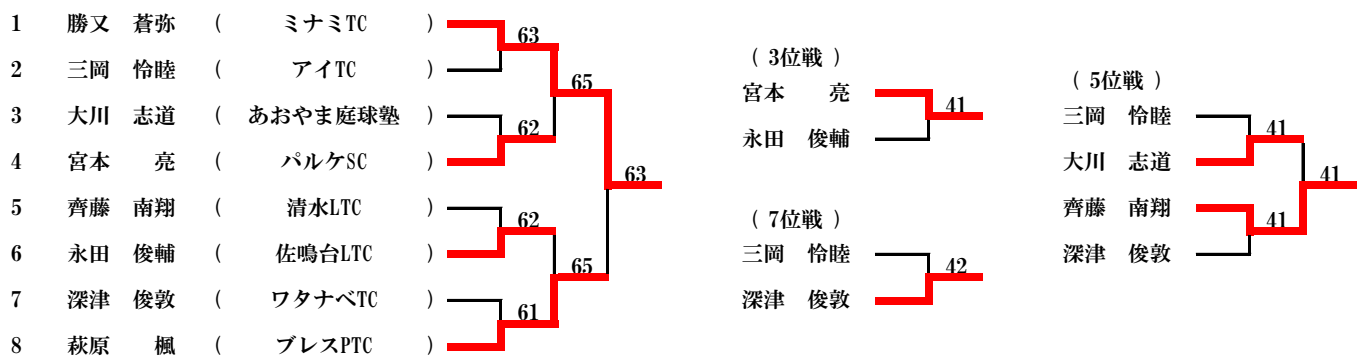 1 勝又 蒼弥 ( ミナミTC )
63
2 三岡 怜睦 ( アイTC )
65
3 大川 志道 ( あおやま庭球塾 )
62
4 宮本 亮 ( パルケSC )
63
5 齊藤 南翔 ( 清水LTC )
62
6 永田 俊輔 ( 佐鳴台LTC )
65
7 深津 俊敦 ( ワタナベTC )
61
8 萩原 楓 ( ブレスPTC )
( 3位戦 )
宮本 亮
41
永田 俊輔
( 7位戦 )
三岡 怜睦
42
深津 俊敦
( 5位戦 )
三岡 怜睦
41
大川 志道
41
齊藤 南翔
41
深津 俊敦